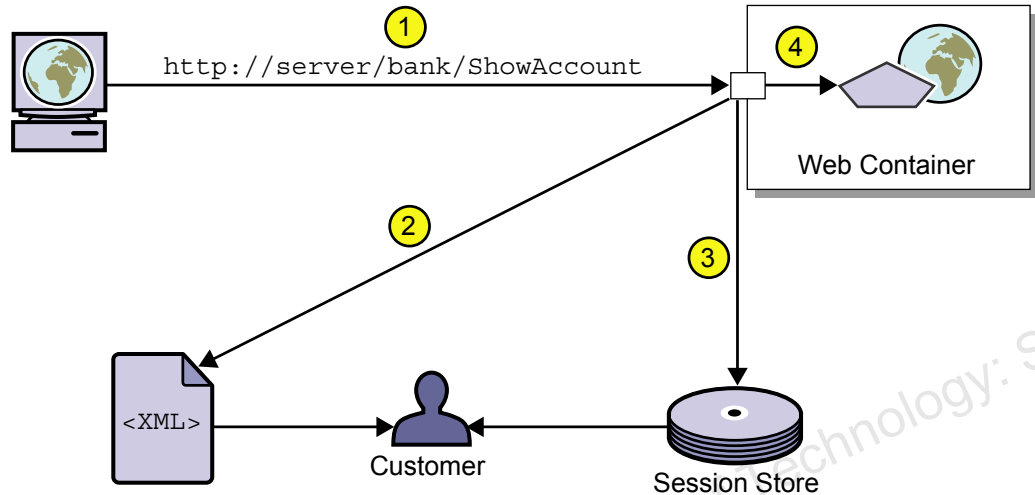 1
http://server/bank/ShowAccount
4
Web Container
2
3
<XML>
Customer
Session Store
Technology: S